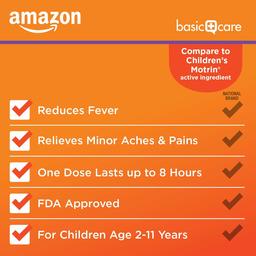 amazon
basic care
Compare to
Children's
Motrin®
active ingredient
NATIONAL
BRAND
Reduces Fever
Relieves Minor Aches & Pains
One Dose Lasts up to 8 Hours
FDA Approved
For Children Age 2-11 Years